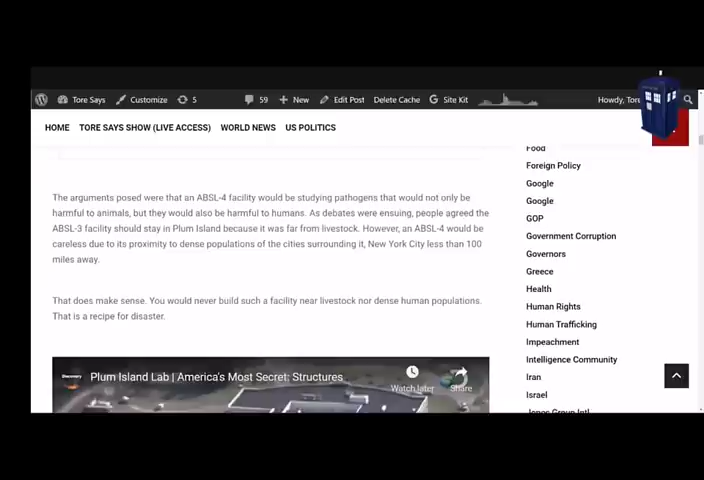 Tore Says Customize 5 59 New Edit Post Delete Cache Site Kit Howdy, Tore
HOME TORE SAYS SHOW (LIVE ACCESS) WORLD NEWS US POLITICS
Food
Foreign Policy
Google
Google
GOP
Government Corruption
Governors
Greece
Health
Human Rights
Human Trafficking
Impeachment
Intelligence Community
Iran
Israel
Janos Group Intl
The arguments posed were that an ABSL-4 facility would be studying pathogens that would not only be
harmful to animals, but they would also be harmful to humans. As debates were ensuing, people agreed the
ABSL-3 facility should stay in Plum Island because it was far from livestock. However, an ABSL-4 would be
careless due to its proximity to dense populations of the cities surrounding it, New York City less than 100
miles away.
That does make sense. You would never build such a facility near livestock nor dense human populations.
That is a recipe for disaster.
Discovery
Plum Island Lab | America's Most Secret: Structures
Watch later
Share